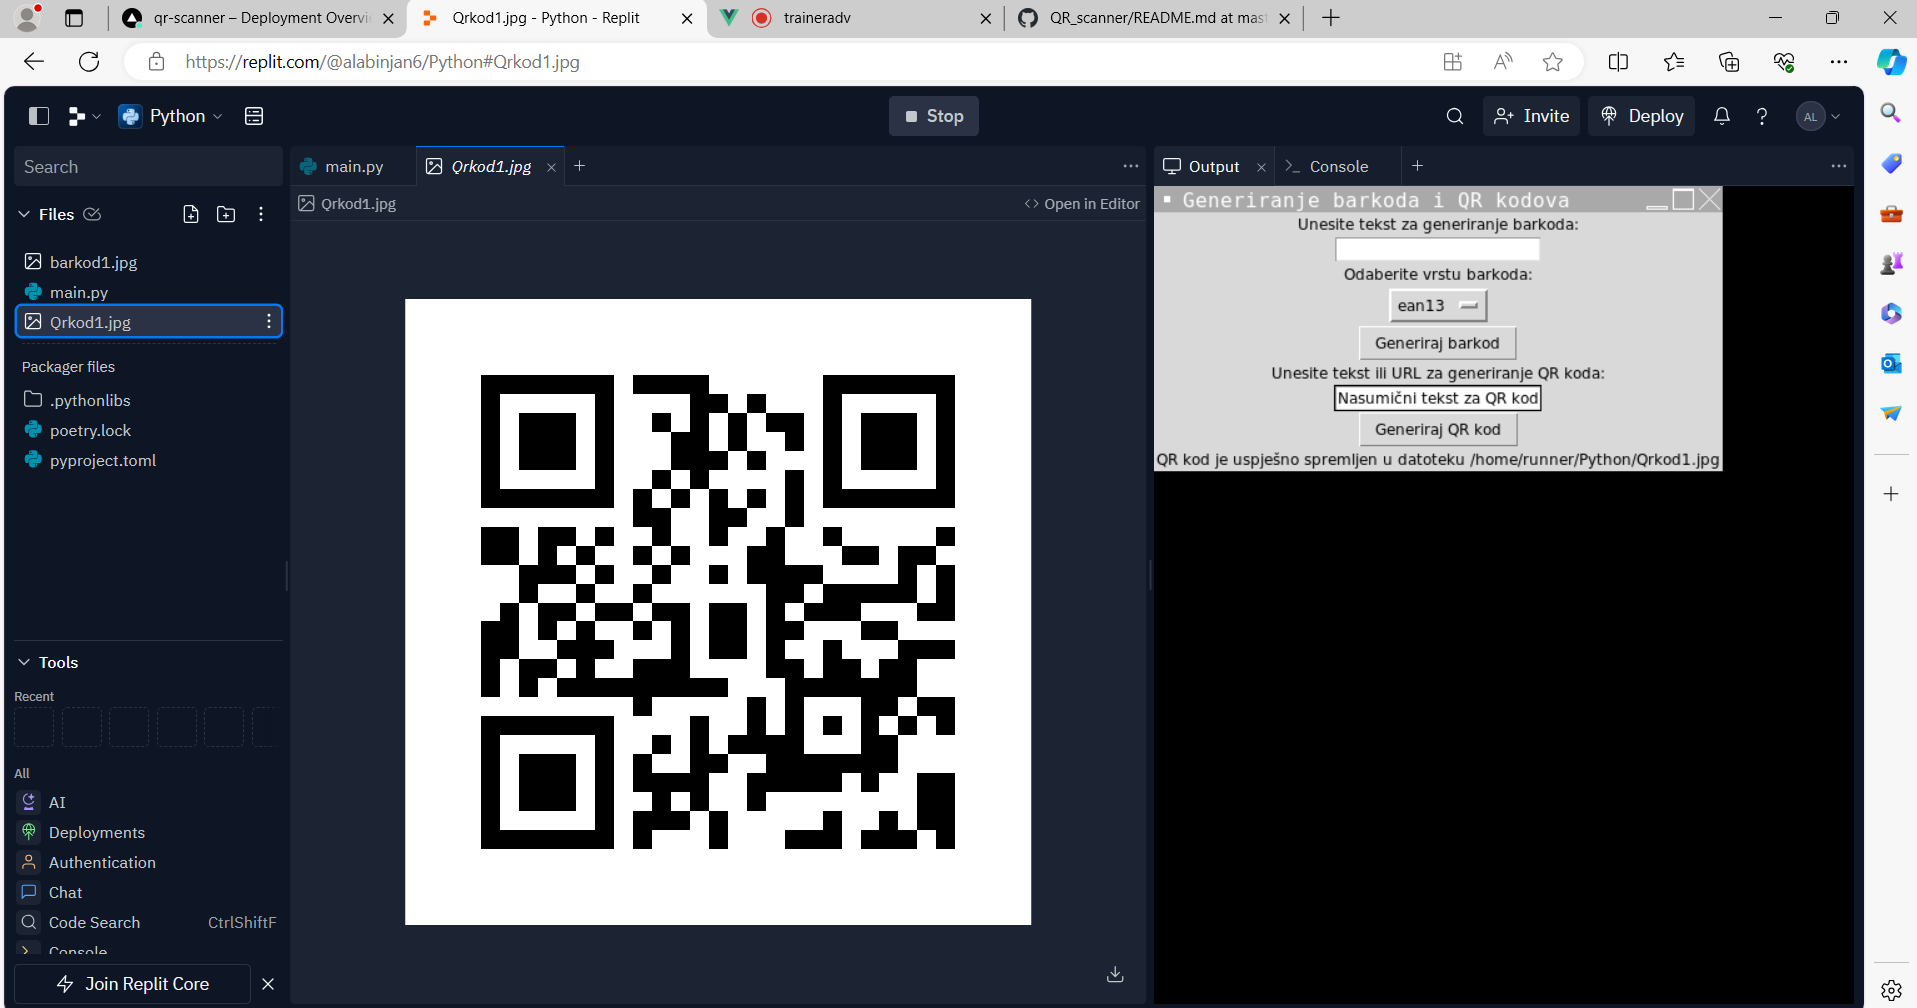 qr-scanner – Deployment Overvi
Qrkod1.jpg - Python - Replit
traineradv
QR_scanner/README.md at mast
https://replit.com/@alabinjan6/Python#Qrkod1.jpg
Python
Stop
Invite
Deploy
AL
Search
main.py
Qrkod1.jpg
Output
Console
Files
Qrkod1.jpg
Open in Editor
barkod1.jpg
main.py
Qrkod1.jpg
Packager files
.pythonlibs
poetry.lock
pyproject.toml
Generiranje barkoda i QR kodova
Unesite tekst za generiranje barkoda:
Odaberite vrstu barkoda:
ean13
Generiraj barkod
Unesite tekst ili URL za generiranje QR koda:
Nasumični tekst za QR kod
Generiraj QR kod
QR kod je uspješno spremljen u datoteku /home/runner/Python/Qrkod1.jpg
Tools
Recent
All
AI
Deployments
Authentication
Chat
Code Search CtrlShiftF
Console
Join Replit Core